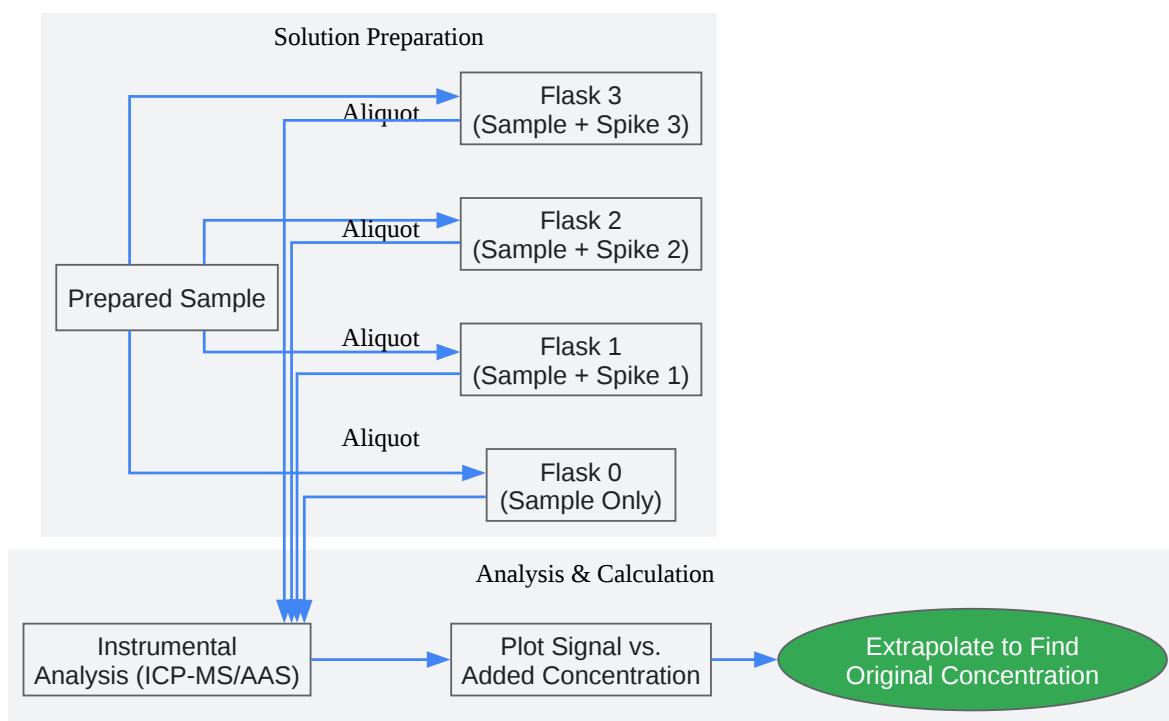 Solution Preparation
Flask 3
(Sample + Spike 3)
Aliquot
Flask 2
(Sample + Spike 2)
Aliquot
Prepared Sample
Aliquot
Flask 1
(Sample + Spike 1)
Aliquot
Flask 0
(Sample Only)
Analysis & Calculation
Instrumental
Analysis (ICP-MS/AAS)
Plot Signal vs.
Added Concentration
Extrapolate to Find
Original Concentration